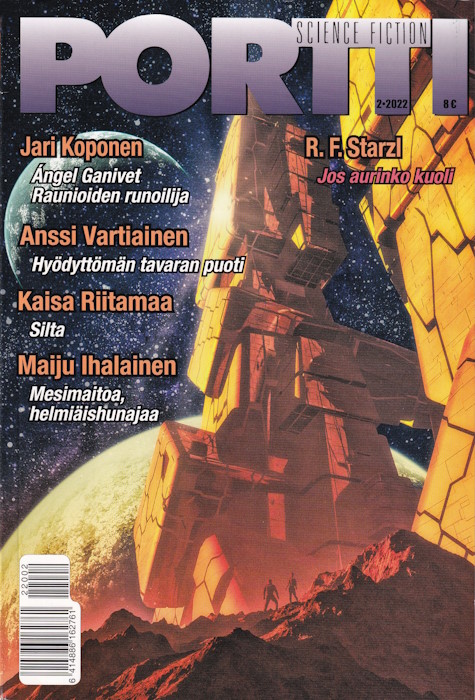 PORTTI
SCIENCE FICTION
2•2022
8 €
Jari Koponen
Ángel Ganivet
Raunioiden runoilija
R. F. Starzl
Jos aurinko kuoli
Anssi Vartiainen
Hyödyttömän tavaran puoti
Kaisa Riitamaa
Silta
Maiju Ihalainen
Mesimaitoa,
helmiäishunajaa
22002
6 414886 162761